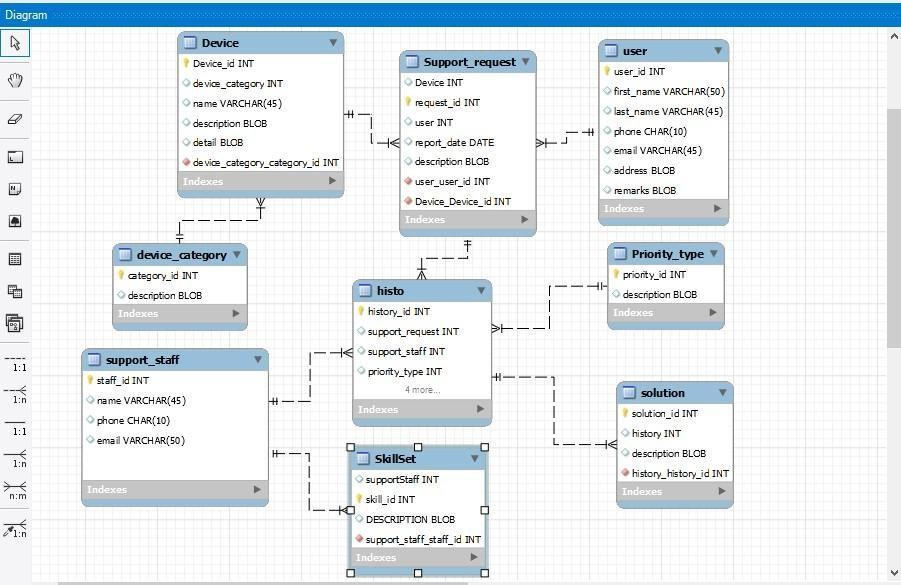 Diagram
Device
Device_id INT
device_category INT
name VARCHAR(45)
description BLOB
detail BLOB
device_category_category_id INT
Indexes
Support_request
Device INT
request_id INT
user INT
report_date DATE
description BLOB
user_user_id INT
Device_Device_id INT
Indexes
user
user_id INT
first_name VARCHAR(50)
last_name VARCHAR(45)
phone CHAR(10)
email VARCHAR(45)
address BLOB
remarks BLOB
Indexes
device_category
category_id INT
description BLOB
Indexes
Priority_type
priority_id INT
description BLOB
Indexes
histo
history_id INT
support_request INT
support_staff INT
priority_type INT
4 more...
Indexes
support_staff
staff_id INT
name VARCHAR(45)
phone CHAR(10)
email VARCHAR(50)
Indexes
solution
solution_id INT
history INT
description BLOB
history_history_id INT
Indexes
SkillSet
supportStaff INT
skill_id INT
DESCRIPTION BLOB
support_staff_staff_id INT
Indexes
1:1
1:n
1:1
1:n
n:m
1:n